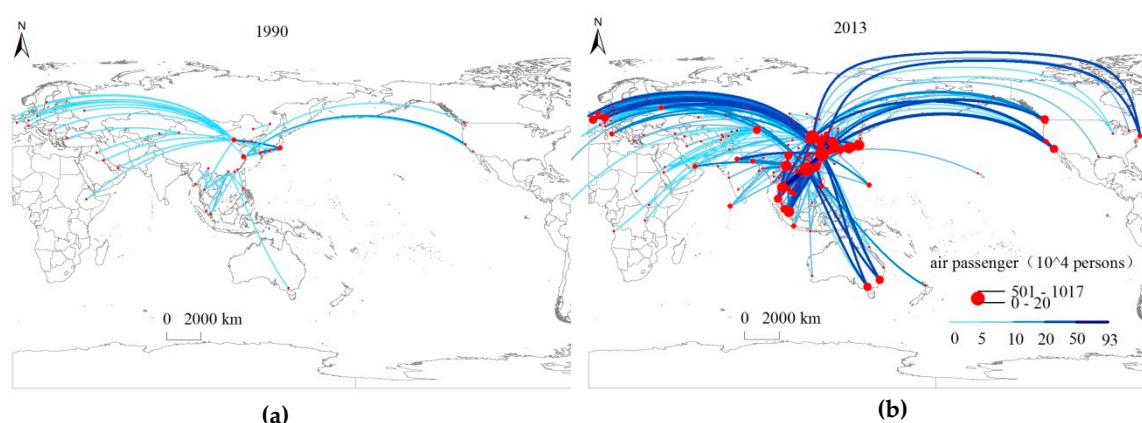 N
1990
0 2000 km
(a)
N
2013
air passenger（10^4 persons）
501 - 1017
0 - 20
0 5 10 20 50 93
0 2000 km
(b)